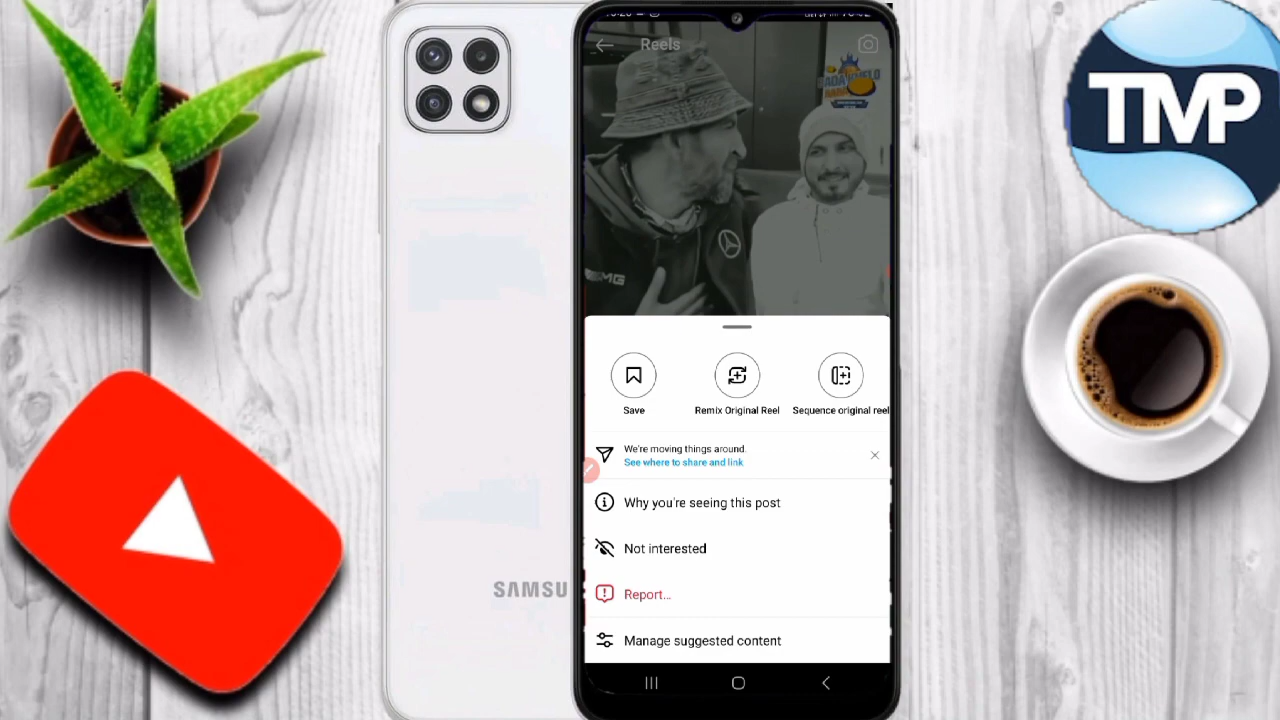 Reels
TMP
Save
Remix Original Reel
Sequence original reel
We're moving things around.
See where to share and link
Why you're seeing this post
Not interested
Report...
Manage suggested content
SAMSU